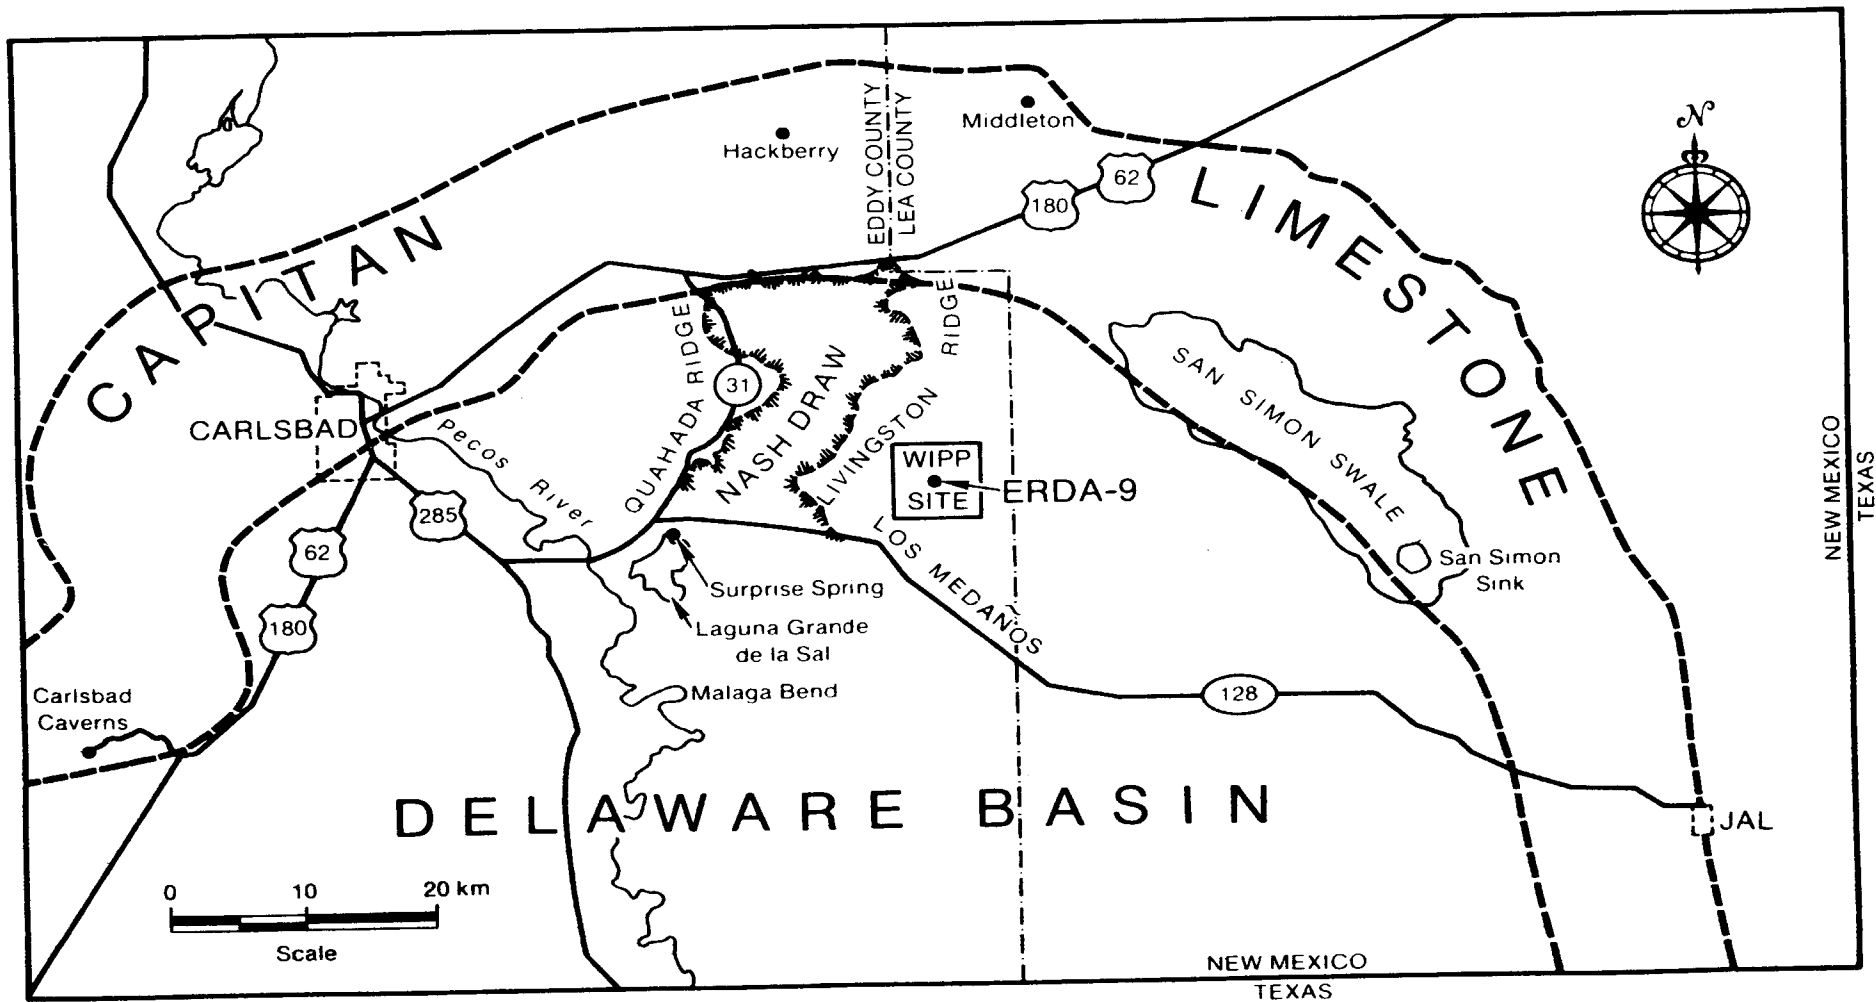 N
Middleton
Hackberry
EDDY COUNTY
LEA COUNTY
62
180
CAPITAN
LIMESTONE
QUAHADA RIDGE
31
NASH DRAW
LIVINGSTON RIDGE
SAN SIMON SWALE
CARLSBAD
Pecos River
WIPP
SITE
ERDA-9
285
62
180
LOS MEDAÑOS
San Simon
Sink
Surprise Spring
Laguna Grande
de la Sal
Malaga Bend
Carlsbad
Caverns
128
JAL
DELAWARE BASIN
NEW MEXICO
TEXAS
0 10 20 km
Scale
NEW MEXICO
TEXAS